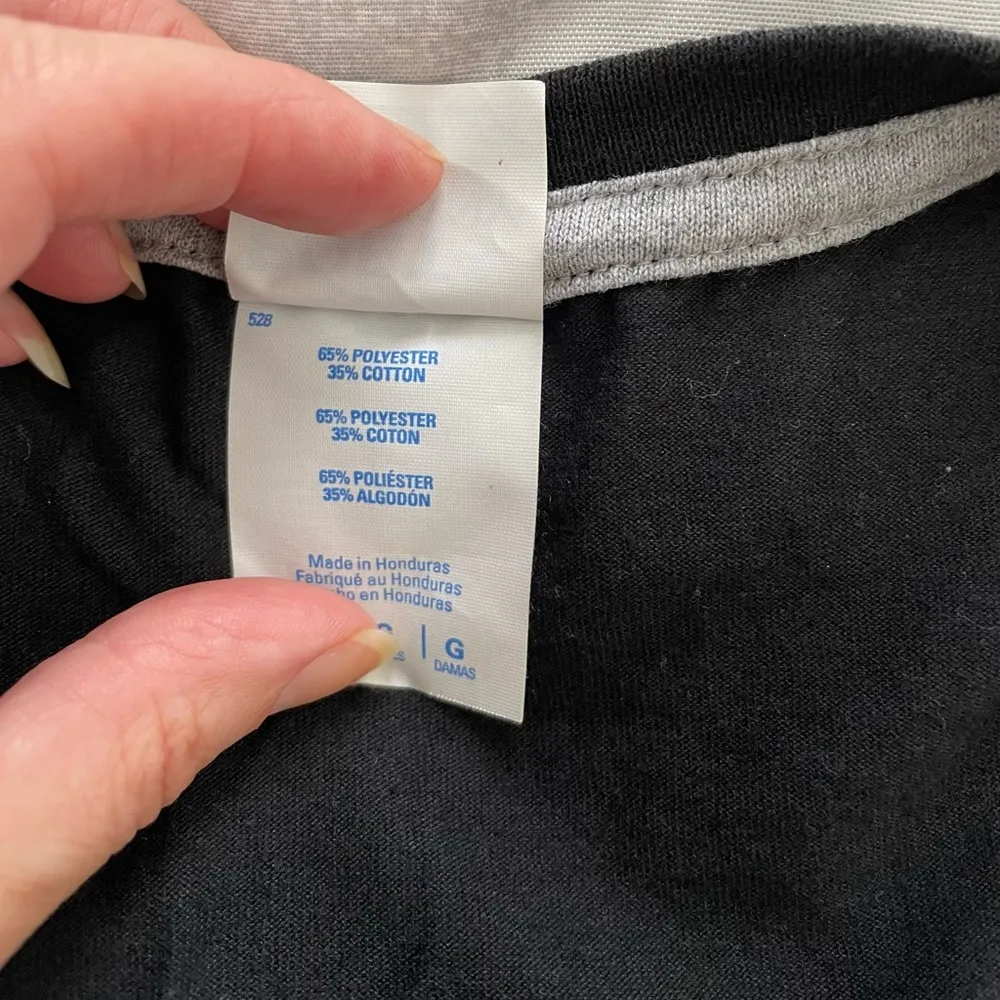 528
65% POLYESTER
35% COTTON
65% POLYESTER
35% COTON
65% POLIÉSTER
35% ALGODÓN
Made in Honduras
Fabriqué au Honduras
en Honduras
G | G
DAMAS